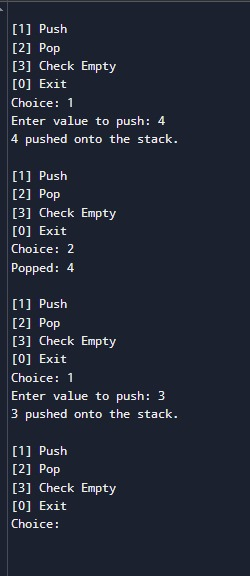 [1] Push
[2] Pop
[3] Check Empty
[0] Exit
Choice: 1
Enter value to push: 4
4 pushed onto the stack.
[1] Push
[2] Pop
[3] Check Empty
[0] Exit
Choice: 2
Popped: 4
[1] Push
[2] Pop
[3] Check Empty
[0] Exit
Choice: 1
Enter value to push: 3
3 pushed onto the stack.
[1] Push
[2] Pop
[3] Check Empty
[0] Exit
Choice: